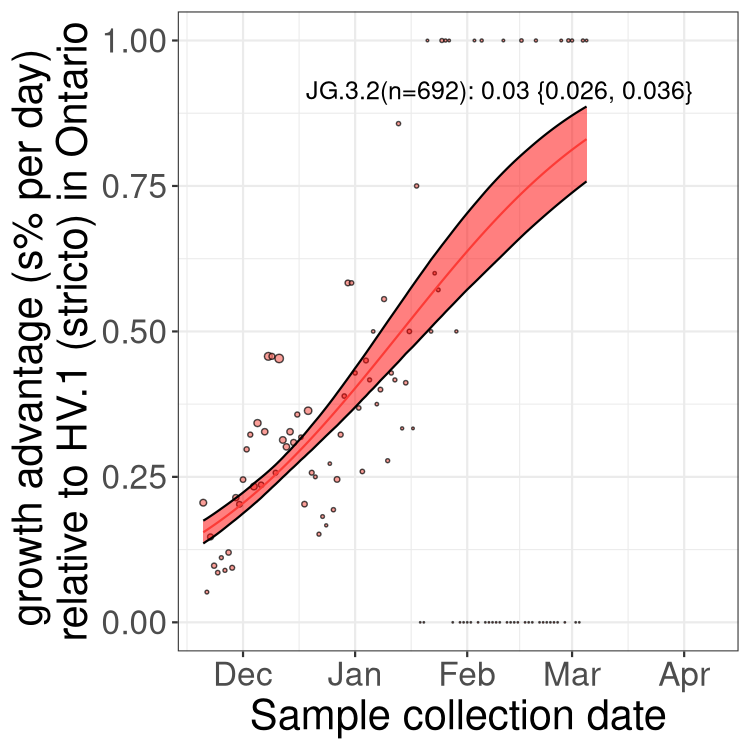 growth advantage (s% per day)
relative to HV.1 (stricto) in Ontario
1.00
0.75
0.50
0.25
0.00
JG.3.2(n=692): 0.03 {0.026, 0.036}
Dec Jan Feb Mar Apr
Sample collection date